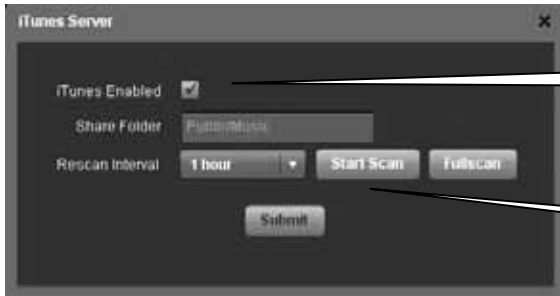 iTunes Server
iTunes Enabled
Share Folder Public/Music
Rescan Interval 1 hour Start Scan Fullscan
Submit